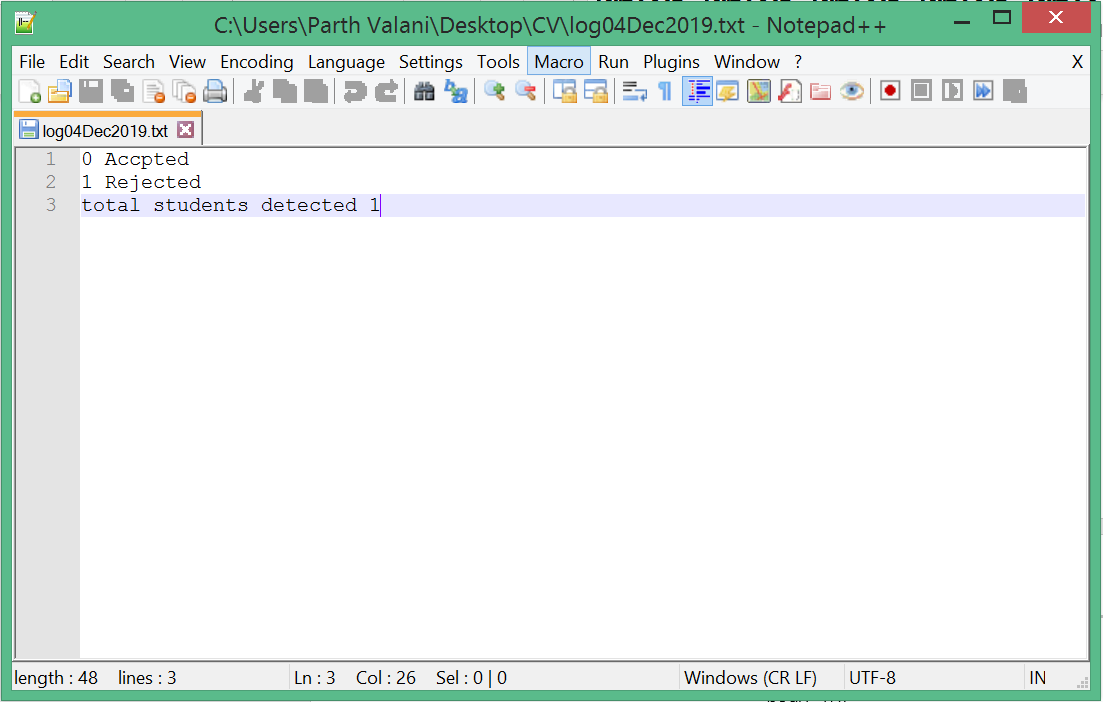 C:\Users\Parth Valani\Desktop\CV\log04Dec2019.txt - Notepad++
File Edit Search View Encoding Language Settings Tools Macro Run Plugins Window ? X
log04Dec2019.txt
1 0 Accpted
2 1 Rejected
3 total students detected 1
length : 48 lines : 3 Ln : 3 Col : 26 Sel : 0 | 0 Windows (CR LF) UTF-8 IN